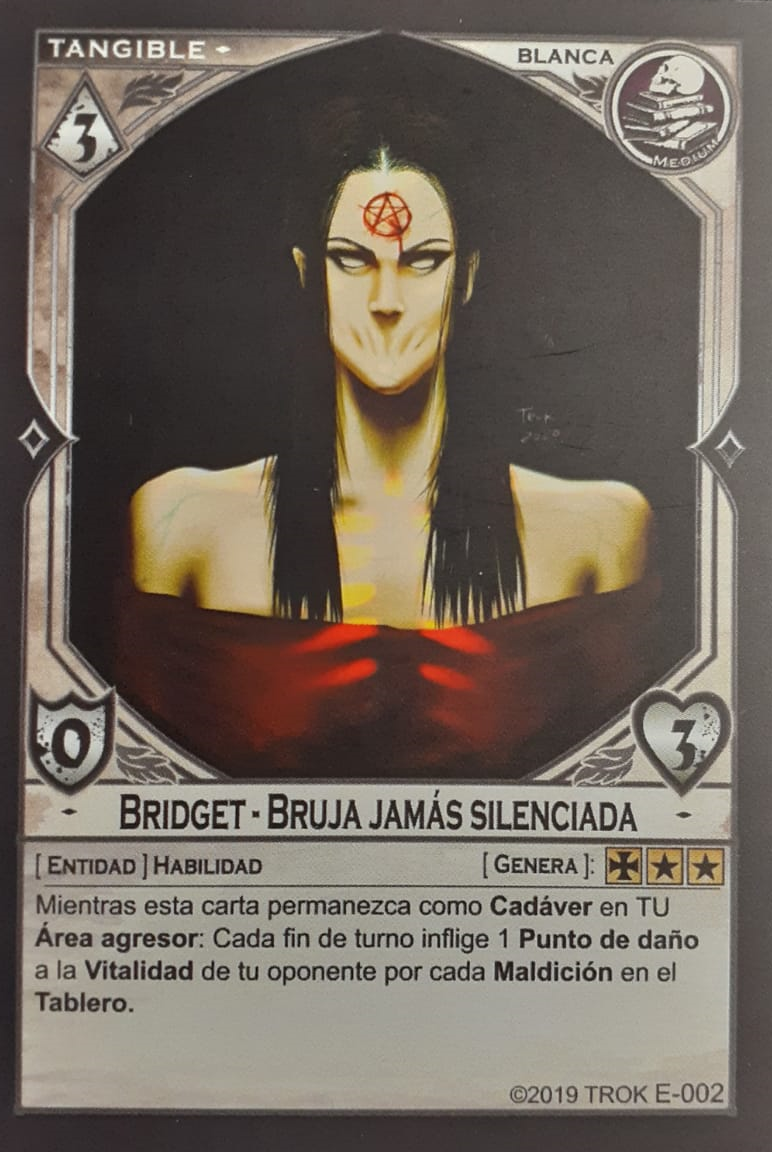 TANGIBLE
BLANCA
3
MEDIUM
Trok
2020
0
3
BRIDGET · BRUJA JAMÁS SILENCIADA
[ ENTIDAD ] HABILIDAD
[ GENERA ]:
Mientras esta carta permanezca como Cadáver en TU
Área agresor: Cada fin de turno inflige 1 Punto de daño
a la Vitalidad de tu oponente por cada Maldición en el
Tablero.
©2019 TROK E-002